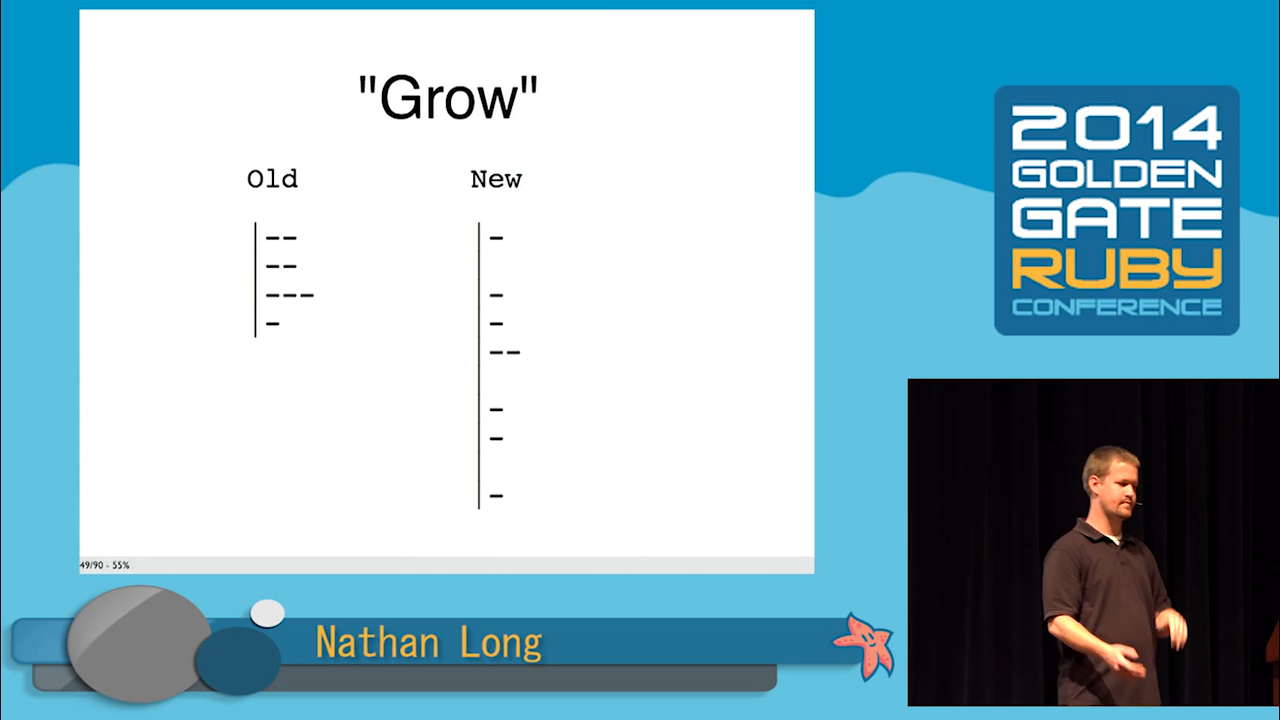 "Grow"
Old New
49/90 - 55%
2014
GOLDEN
GATE
RUBY
CONFERENCE
Nathan Long